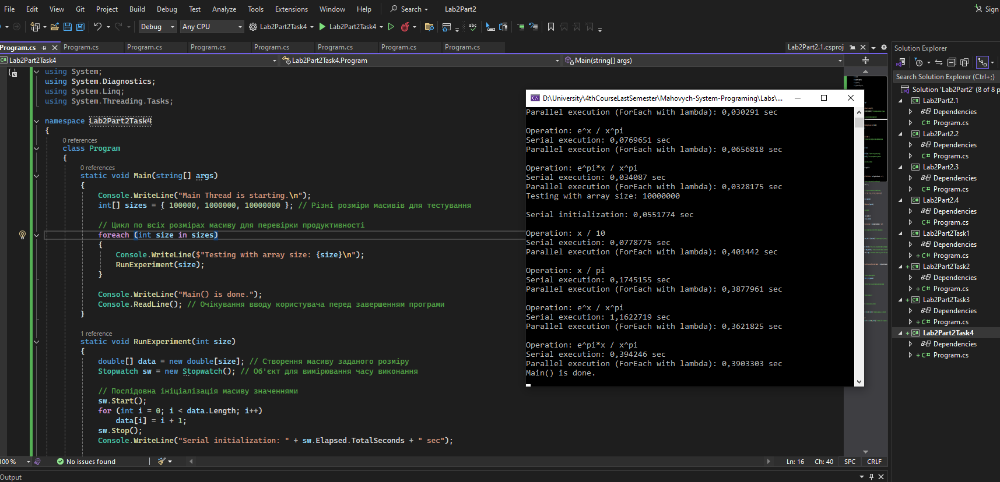 File Edit View Git Project Build Debug Test Analyze Tools Extensions Window Help Search Lab2Part2 Sign
Debug Any CPU Lab2Part2Task4 Lab2Part2Task4
Program.cs Program.cs Program.cs Program.cs Program.cs Program.cs Program.cs Program.cs Lab2Part2.1.csproj
Lab2Part2Task4 Lab2Part2Task4.Program Main(string[] args)
using System;
using System.Diagnostics;
using System.Linq;
using System.Threading.Tasks;
namespace Lab2Part2Task4
{
0 references
class Program
{
0 references
static void Main(string[] args)
{
Console.WriteLine("Main Thread is starting.\n");
int[] sizes = { 100000, 1000000, 10000000 }; // Різні розміри масивів для тестування
// Цикл по всіх розмірах масиву для перевірки продуктивності
foreach (int size in sizes)
{
Console.WriteLine($"Testing with array size: {size}\n");
RunExperiment(size);
}
Console.WriteLine("Main() is done.");
Console.ReadLine(); // Очікування вводу користувача перед завершенням програми
}
1 reference
static void RunExperiment(int size)
{
double[] data = new double[size]; // Створення масиву заданого розміру
Stopwatch sw = new Stopwatch(); // Об'єкт для вимірювання часу виконання
// Послідовна ініціалізація масиву значеннями
sw.Start();
for (int i = 0; i < data.Length; i++)
data[i] = i + 1;
sw.Stop();
Console.WriteLine("Serial initialization: " + sw.Elapsed.TotalSeconds + " sec");
D:\University\4thCourseLastSemester\Mahovych-System-Programing\Labs\...
Parallel execution (ForEach with lambda): 0,030291 sec
Operation: e^x / x^pi
Serial execution: 0,0769651 sec
Parallel execution (ForEach with lambda): 0,0656818 sec
Operation: e^pi*x / x^pi
Serial execution: 0,034087 sec
Parallel execution (ForEach with lambda): 0,0328175 sec
Testing with array size: 10000000
Serial initialization: 0,0551774 sec
Operation: x / 10
Serial execution: 0,0778775 sec
Parallel execution (ForEach with lambda): 0,401442 sec
Operation: x / pi
Serial execution: 0,1745155 sec
Parallel execution (ForEach with lambda): 0,3877961 sec
Operation: e^x / x^pi
Serial execution: 1,1622719 sec
Parallel execution (ForEach with lambda): 0,3621825 sec
Operation: e^pi*x / x^pi
Serial execution: 0,394246 sec
Parallel execution (ForEach with lambda): 0,3903303 sec
Main() is done.
Solution Explorer
Search Solution Explorer (Ctrl+;)
Solution 'Lab2Part2' (8 of 8 p
Lab2Part2.1
Dependencies
C# Program.cs
Lab2Part2.2
Dependencies
C# Program.cs
Lab2Part2.3
Dependencies
C# Program.cs
Lab2Part2.4
Dependencies
C# Program.cs
Lab2Part2Task1
Dependencies
+ C# Program.cs
+ Lab2Part2Task2
Dependencies
+ C# Program.cs
+ Lab2Part2Task3
Dependencies
+ C# Program.cs
+ Lab2Part2Task4
Dependencies
+ C# Program.cs
100 % No issues found Ln: 16 Ch: 40 SPC CRLF
Output